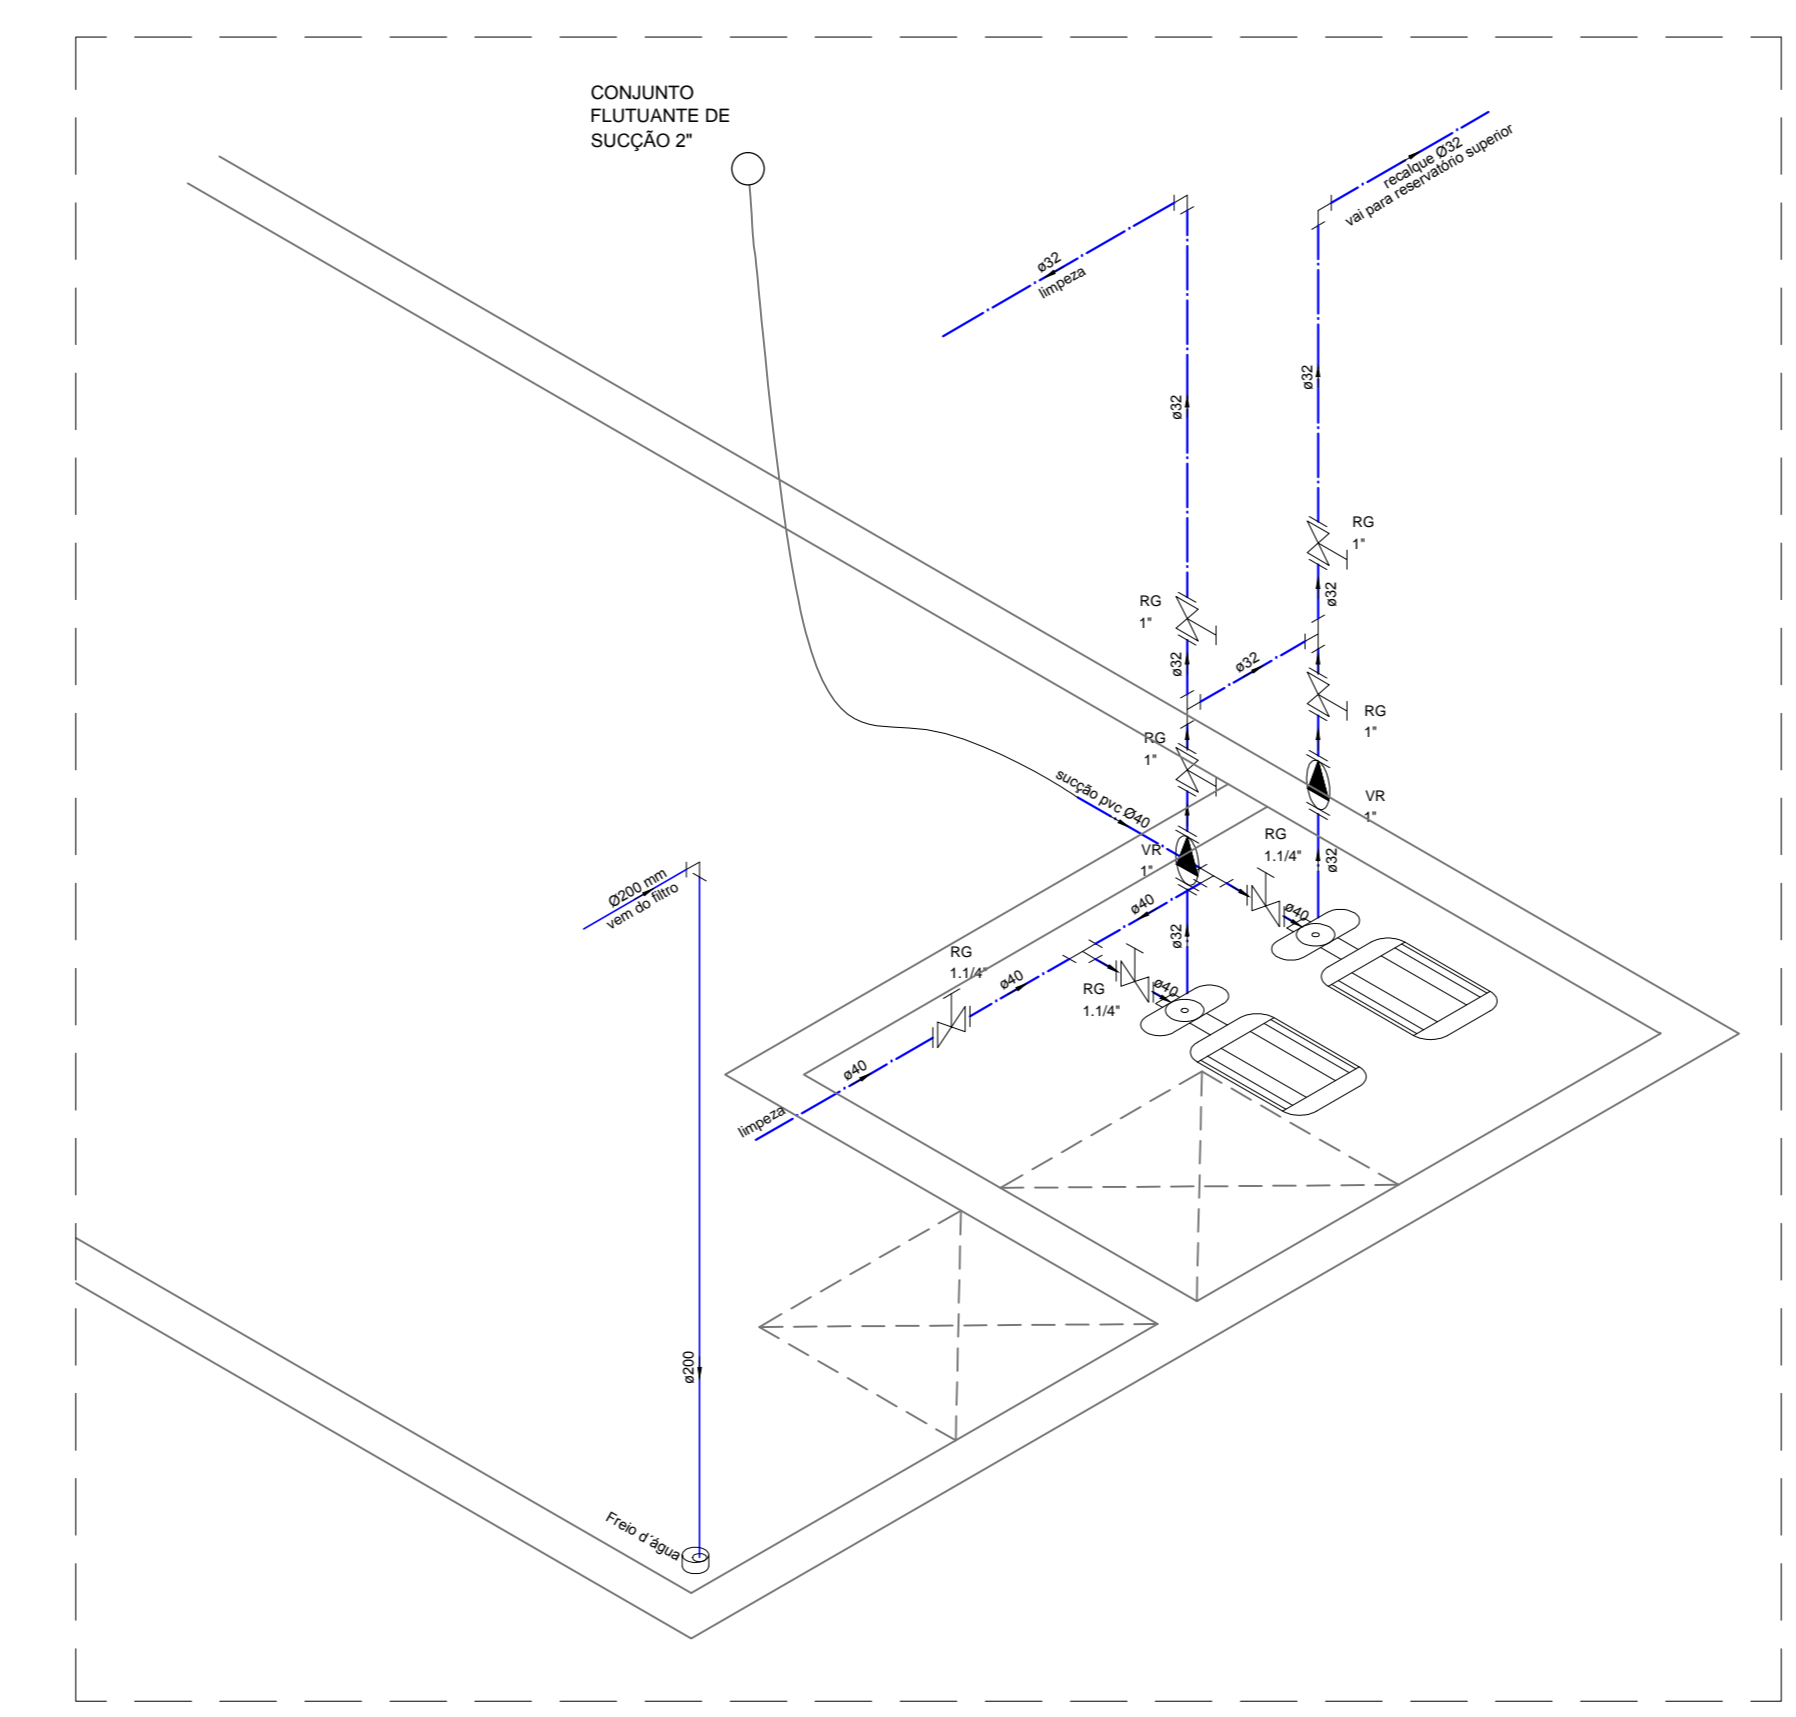 CONJUNTO
FLUTUANTE DE
SUCÇÃO 2"
recalque Ø32
vai para reservatório superior
ø32
limpeza
ø32
ø32
RG
1"
ø32
RG
1"
ø32
ø32
RG
1"
RG
1"
sucção pvc Ø40
VR
1"
RG
1.1/4"
VR
1"
ø32
Ø200 mm
vem do filtro
ø40
ø40
ø32
RG
1.1/4"
ø40
RG
1.1/4"
ø40
ø40
limpeza
ø200
Freio d´água